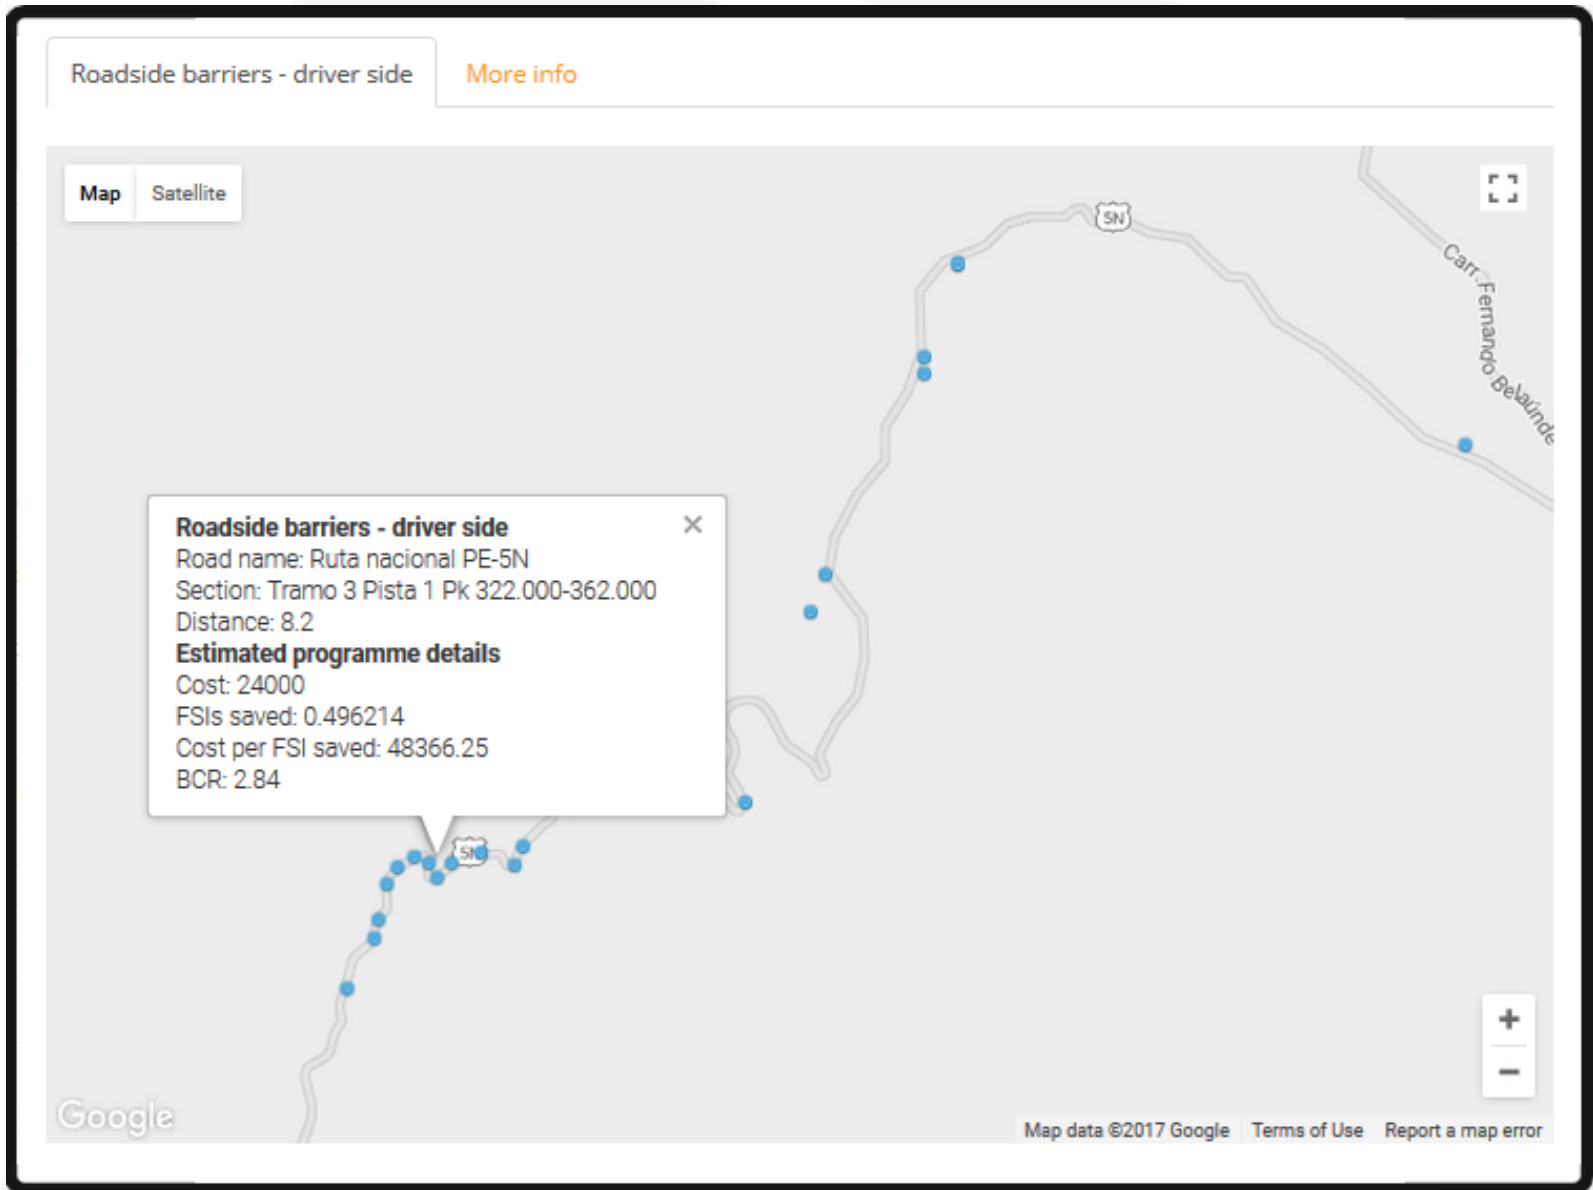 Roadside barriers - driver side
More info
Map
Satellite
5N
Carr. Fernando Belaúnde
Roadside barriers - driver side
Road name: Ruta nacional PE-5N
Section: Tramo 3 Pista 1 Pk 322.000-362.000
Distance: 8.2
Estimated programme details
Cost: 24000
FSIs saved: 0.496214
Cost per FSI saved: 48366.25
BCR: 2.84
5N
Google
Map data ©2017 Google
Terms of Use
Report a map error